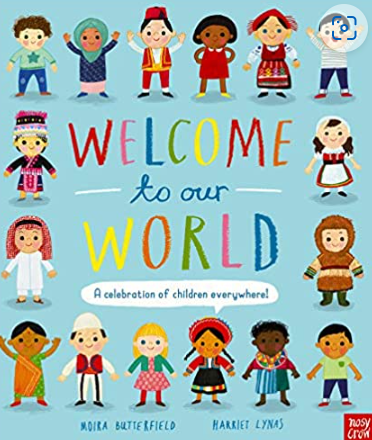 WELCOME
to our
WORLD
A celebration of children everywhere!
MOIRA BUTTERFIELD HARRIET LYNAS
nosy
crow